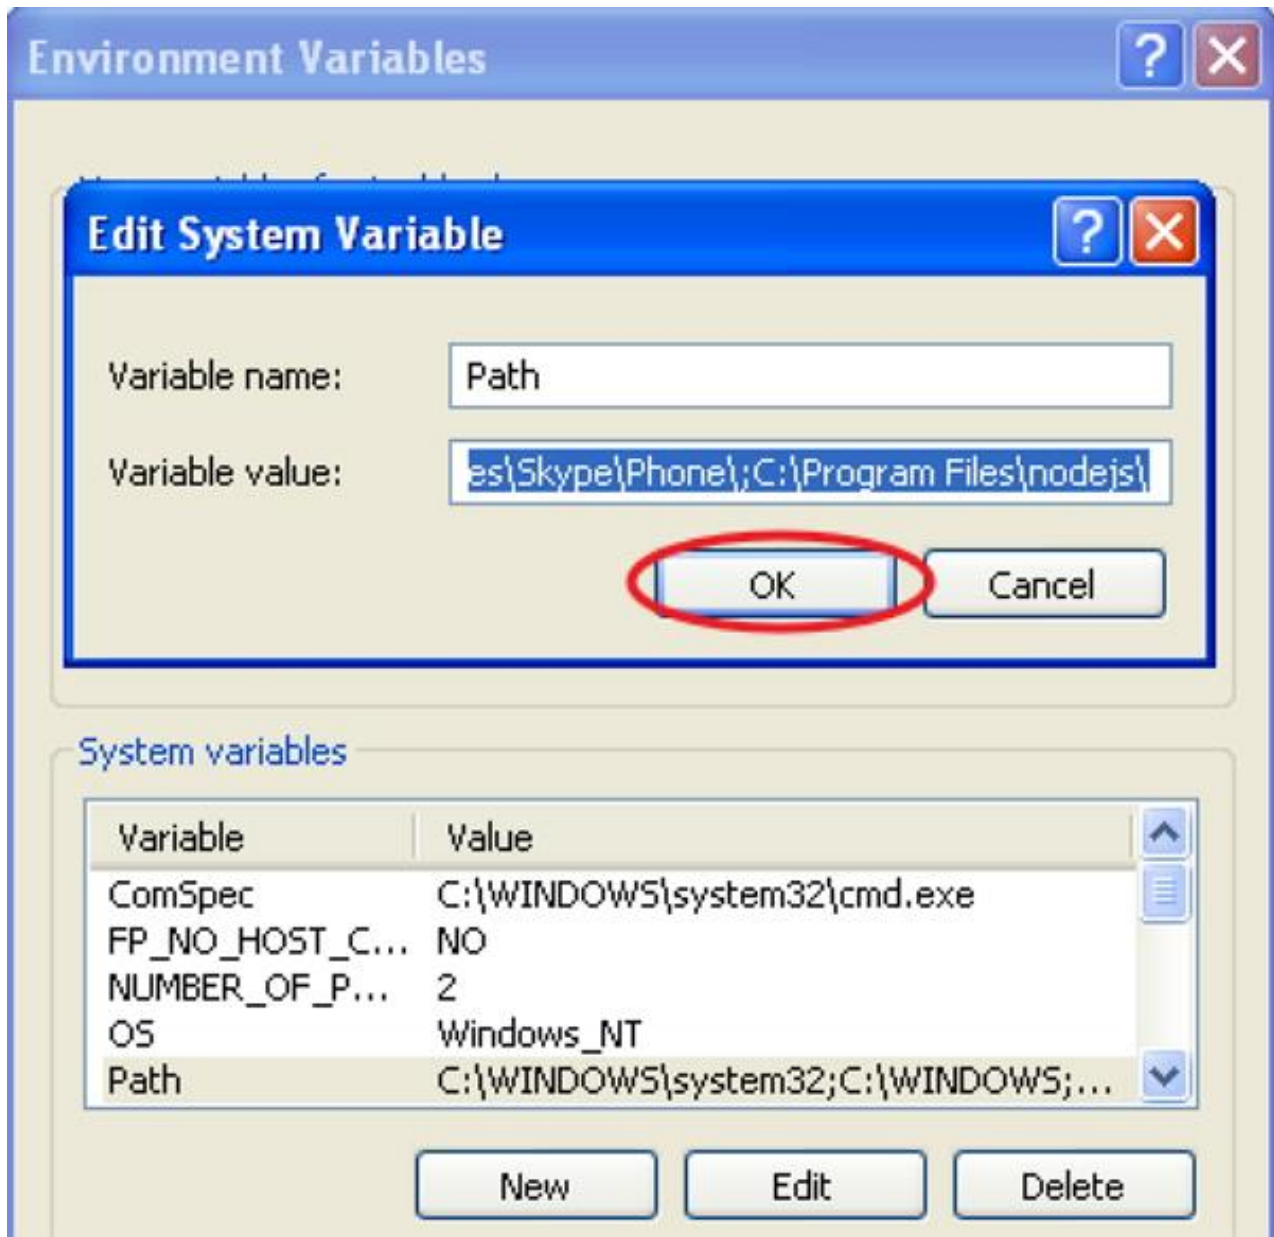 Environment Variables
Edit System Variable
Variable name: Path
Variable value: es\Skype\Phone\;C:\Program Files\nodejs\
OK Cancel
System variables
Variable Value
ComSpec C:\WINDOWS\system32\cmd.exe
FP_NO_HOST_C... NO
NUMBER_OF_P... 2
OS Windows_NT
Path C:\WINDOWS\system32;C:\WINDOWS;...
New Edit Delete